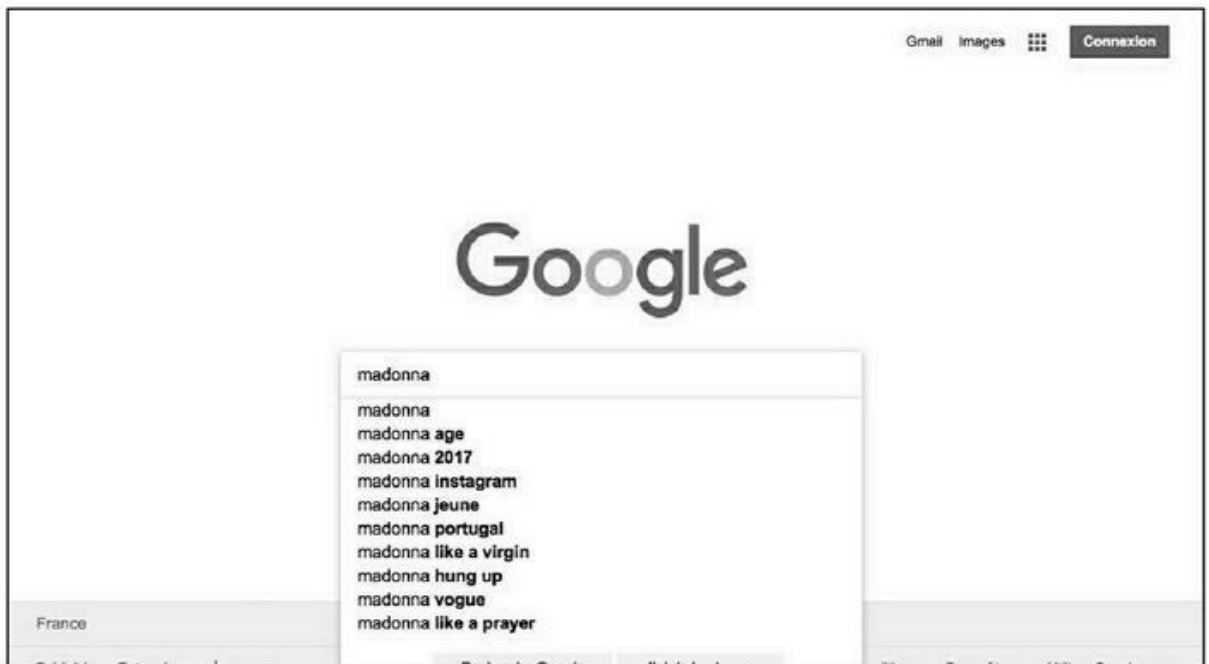 Gmail Images Connexion
Google
madonna
madonna
madonna age
madonna 2017
madonna instagram
madonna jeune
madonna portugal
madonna like a virgin
madonna hung up
madonna vogue
madonna like a prayer
France